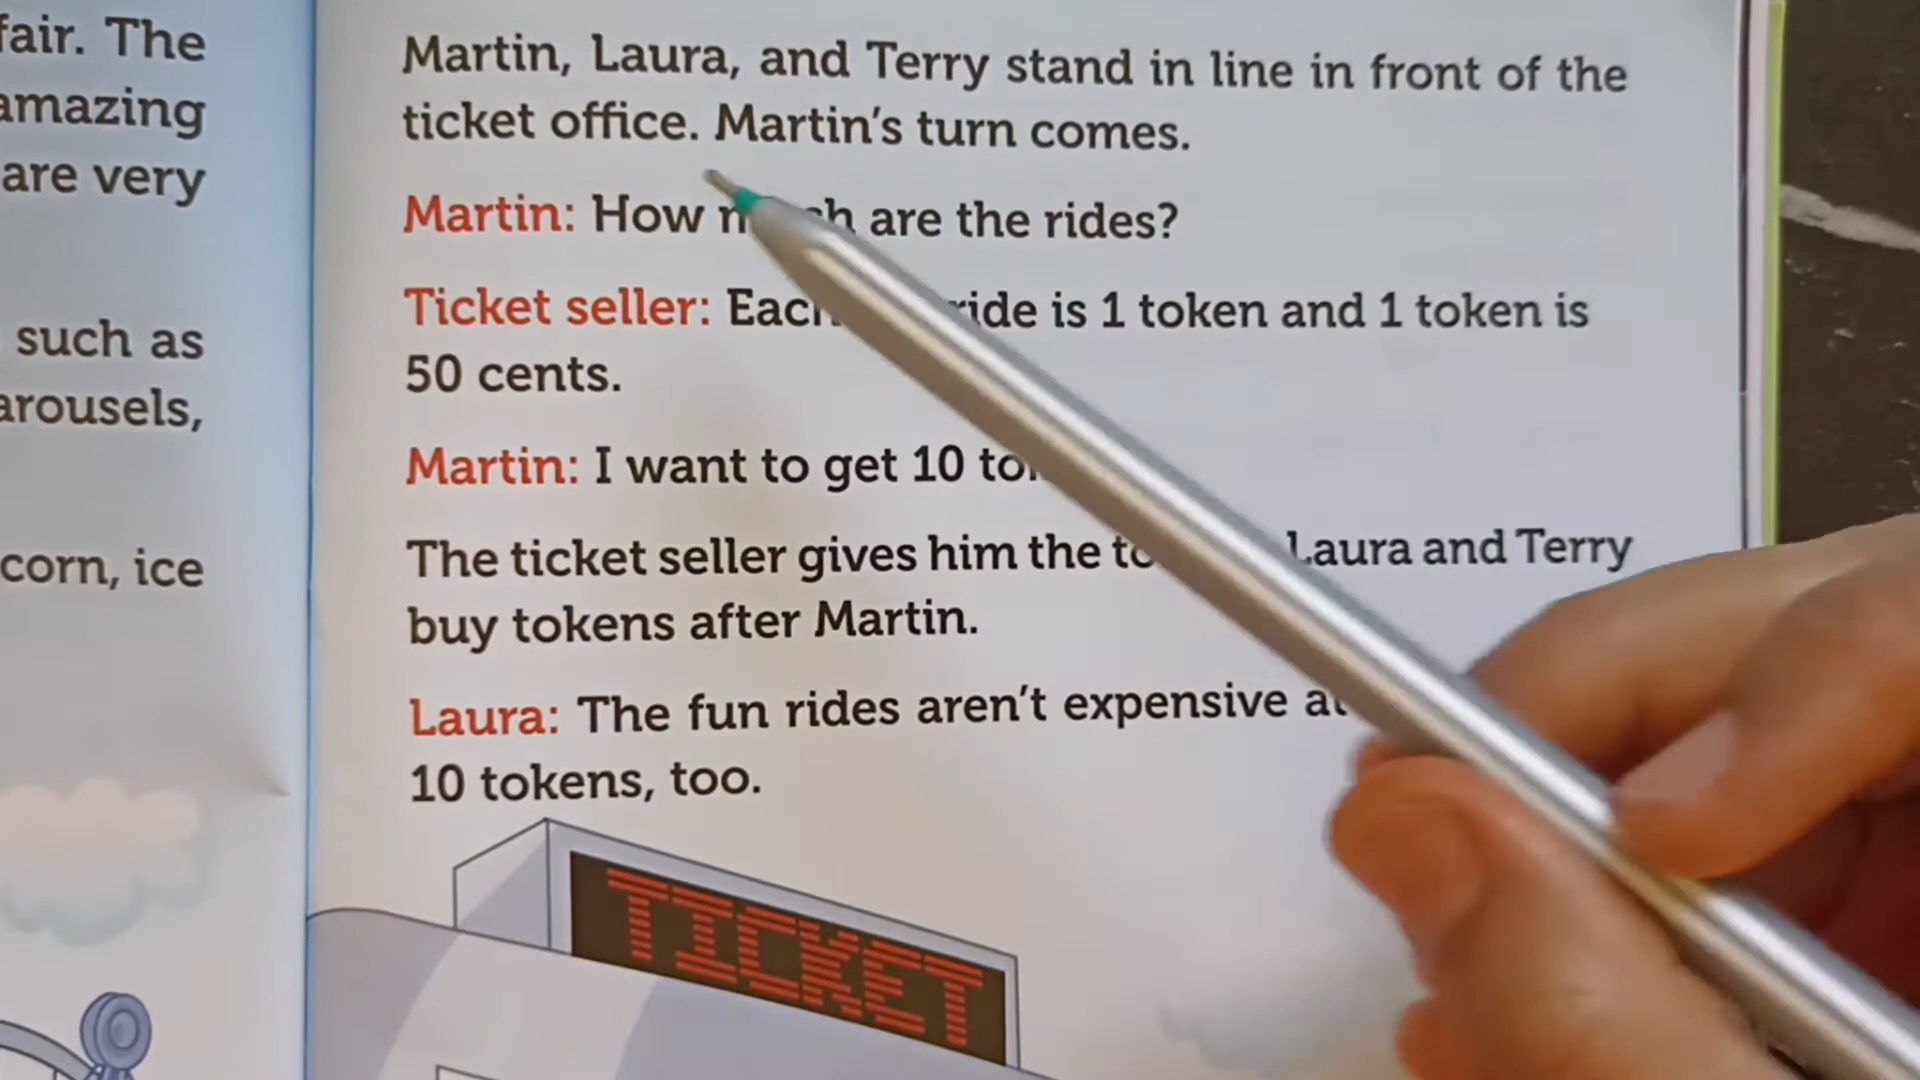 fair. The
amazing
are very
such as
corn, ice
Martin, Laura, and Terry stand in line in front of the
ticket office. Martin's turn comes.
Martin: How are the rides?
Ticket seller: ride is 1 token and 1 token is
50 cents.
Martin: I want to get 10
The ticket seller gives him the Laura and Terry
buy tokens after Martin.
Laura: The fun rides aren't expensive
10 tokens, too.
TICKET